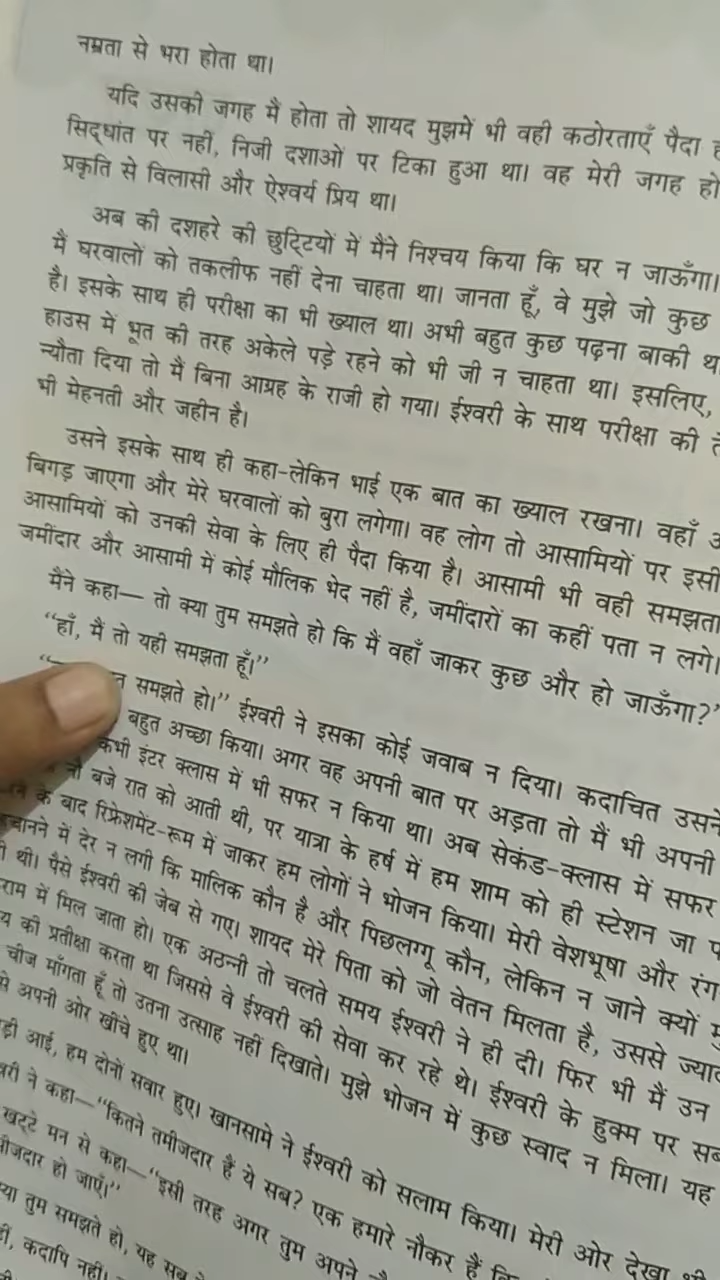 नम्रता से भरा होता था।
यदि उसकी जगह मैं होता तो शायद मुझमें भी वही कठोरताएँ पैदा
सिद्धांत पर नहीं, निजी दशाओं पर टिका हुआ था। वह मेरी जगह हो
प्रकृति से विलासी और ऐश्वर्य प्रिय था।
अब की दशहरे की छुट्टियों में मैंने निश्चय किया कि घर न जाऊँगा।
मैं घरवालों को तकलीफ नहीं देना चाहता था। जानता हूँ, वे मुझे जो कुछ
है। इसके साथ ही परीक्षा का भी ख्याल था। अभी बहुत कुछ पढ़ना बाकी
हाउस में भूत की तरह अकेले पड़े रहने को भी जी न चाहता था। इसलिए,
न्यौता दिया तो मैं बिना आग्रह के राजी हो गया। ईश्वरी के साथ परीक्षा की
भी मेहनती और जहीन है।
उसने इसके साथ ही कहा-लेकिन भाई एक बात का ख्याल रखना। वहाँ
बिगड़ जाएगा और मेरे घरवालों को बुरा लगेगा। वह लोग तो आसामियों पर इसी
आसामियों को उनकी सेवा के लिए ही पैदा किया है। आसामी भी वही समझता
जमींदार और आसामी में कोई मौलिक भेद नहीं है, जमींदारों का कहीं पता न लगे।
मैंने कहा— तो क्या तुम समझते हो कि मैं वहाँ जाकर कुछ और हो जाऊँगा?"
"हाँ, मैं तो यही समझता हूँ।"
समझते हो।" ईश्वरी ने इसका कोई जवाब न दिया। कदाचित उसने
बहुत अच्छा किया। अगर वह अपनी बात पर अड़ता तो मैं भी अपनी
कभी इंटर क्लास में भी सफर न किया था। अब सेकंड-क्लास में सफर
बजे रात को आती थी, पर यात्रा के हर्ष में हम शाम को ही स्टेशन जा
के बाद रिफ्रेशमेंट-रूम में जाकर हम लोगों ने भोजन किया। मेरी वेशभूषा और रंग
में देर न लगी कि मालिक कौन है और पिछलग्गू कौन, लेकिन न जाने क्यों
थी। पैसे ईश्वरी की जेब से गए। शायद मेरे पिता को जो वेतन मिलता है, उससे
में मिल जाता हो। एक अठन्नी तो चलते समय ईश्वरी ने ही दी। फिर भी मैं उन
की प्रतीक्षा करता था जिससे वे ईश्वरी की सेवा कर रहे थे। ईश्वरी के हुक्म पर
चीज माँगता हूँ तो उतना उत्साह नहीं दिखाते। मुझे भोजन में कुछ स्वाद न मिला। यह
से अपनी ओर खींचे हुए था।
आई, हम दोनों सवार हुए। खानसामे ने ईश्वरी को सलाम किया। मेरी ओर देखा
ने कहा—"कितने तमीजदार हैं ये सब? एक हमारे नौकर हैं
खट्टे मन से कहा—"इसी तरह अगर तुम अपने
हो जाएँ।"
तुम समझते हो, यह सब
कदापि नहीं।